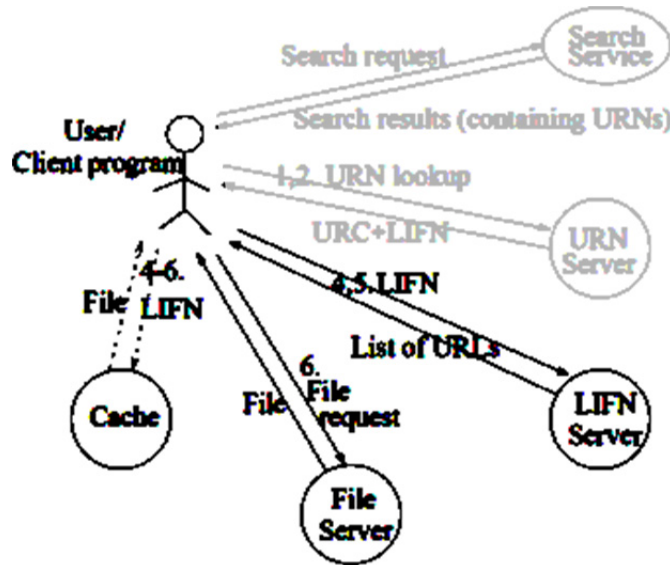 Search
Service
Search request
Search results (containing URNs)
User/
Client program
1,2. URN lookup
URC+LIFN
URN
Server
4-6.
File
LIFN
4,5.LIFN
List of URLs
6.
File
File
request
Cache
LIFN
Server
File
Server